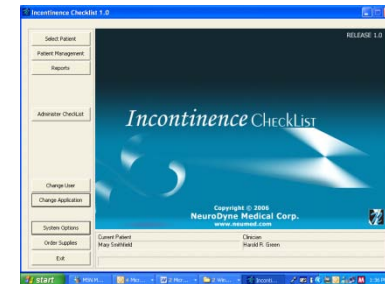 Incontinence Checklist 1.0
RELEASE 1.0
Select Patient
Patient Management
Reports
Administer CheckList
Incontinence CHECKLIST
Change User
Change Application
System Options
Order Supplies
Exit
Copyright © 2006
NeuroDyne Medical Corp.
www.neumed.com
Current Patient
Mary Smithfield
Clinician
Harold R. Green
start